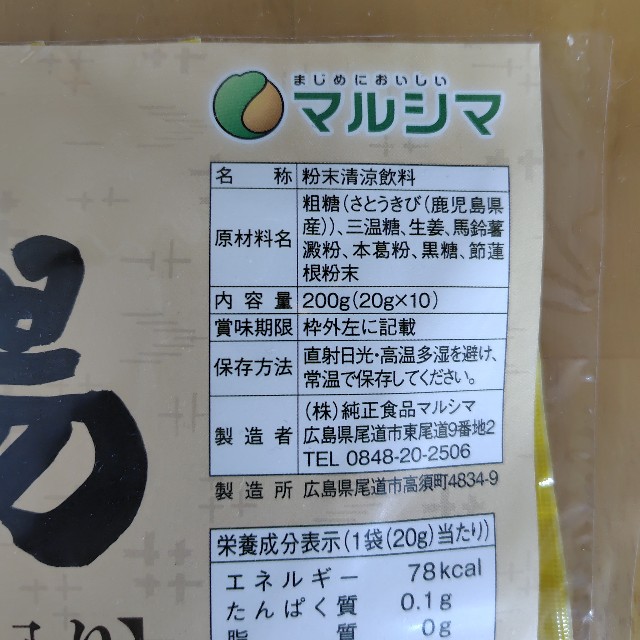 まじめにおいしい
マルシマ
名称 粉末清涼飲料
原材料名 粗糖(さとうきび(鹿児島県
産))、三温糖、生姜、馬鈴薯
澱粉、本葛粉、黒糖、節蓮
根粉末
内容量 200g(20g×10)
賞味期限 枠外左に記載
保存方法 直射日光・高温多湿を避け、
常温で保存してください。
製造者 (株)純正食品マルシマ
広島県尾道市東尾道9番地2
TEL 0848-20-2506
製造所 広島県尾道市高須町4834-9
栄養成分表示(1袋(20g)当たり)
エネルギー 78kcal
たんぱく質 0.1g
脂質 0g
湯
入り】